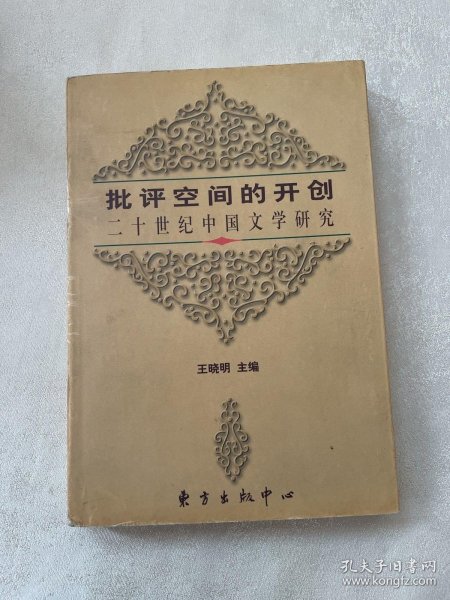 批评空间的开创
二十世纪中国文学研究
王晓明 主编
东方出版中心
孔夫子旧书网
www.kongfz.com